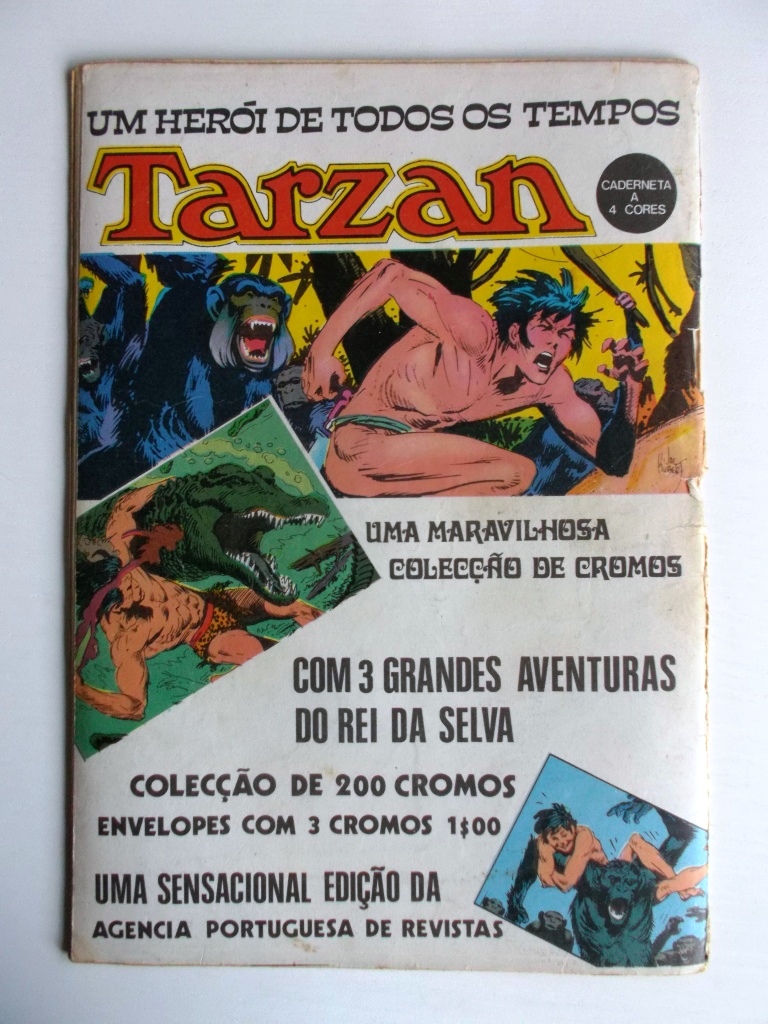 UM HERÓI DE TODOS OS TEMPOS
Tarzan
CADERNETA
A
4 CORES
Joe
Kubert
UMA MARAVILHOSA
COLECÇÃO DE CROMOS
COM 3 GRANDES AVENTURAS
DO REI DA SELVA
COLECÇÃO DE 200 CROMOS
ENVELOPES COM 3 CROMOS 1$00
UMA SENSACIONAL EDIÇÃO DA
AGENCIA PORTUGUESA DE REVISTAS